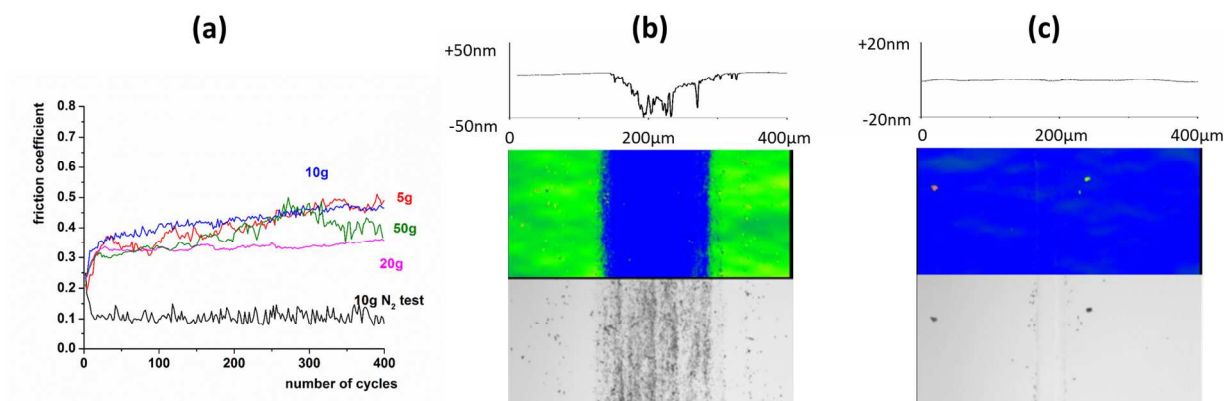 (a)
0.8
0.7
0.6
0.5
0.4
0.3
0.2
0.1
0.0
friction coefficient
10g
5g
50g
20g
10g N₂ test
0 100 200 300 400
number of cycles
(b)
+50nm
-50nm
0 200μm 400μm
(c)
+20nm
-20nm
0 200μm 400μm